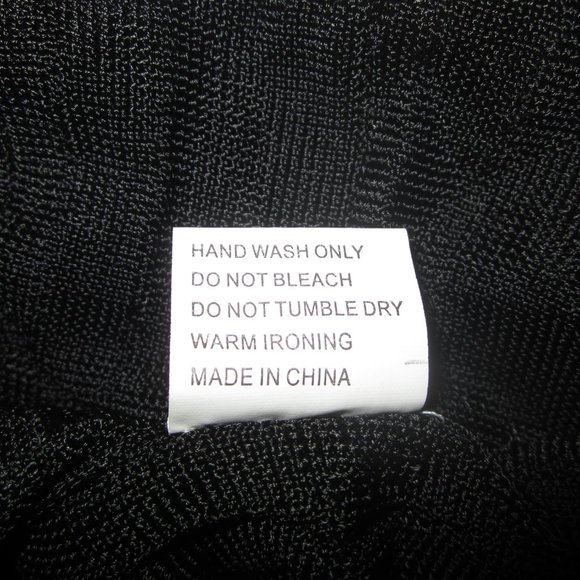 HAND WASH ONLY
DO NOT BLEACH
DO NOT TUMBLE DRY
WARM IRONING
MADE IN CHINA